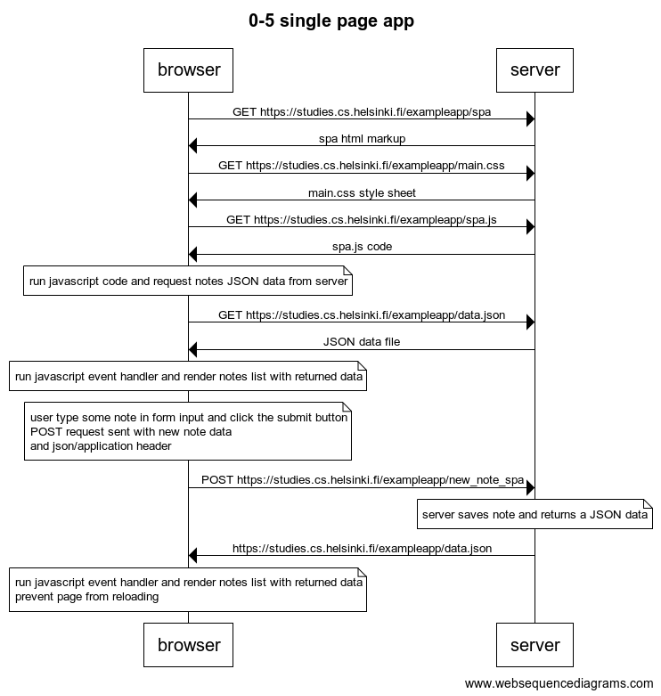 0-5 single page app
browser
server
GET https://studies.cs.helsinki.fi/exampleapp/spa
spa html markup
GET https://studies.cs.helsinki.fi/exampleapp/main.css
main.css style sheet
GET https://studies.cs.helsinki.fi/exampleapp/spa.js
spa.js code
run javascript code and request notes JSON data from server
GET https://studies.cs.helsinki.fi/exampleapp/data.json
JSON data file
run javascript event handler and render notes list with returned data
user type some note in form input and click the submit button
POST request sent with new note data
and json/application header
POST https://studies.cs.helsinki.fi/exampleapp/new_note_spa
server saves note and returns a JSON data
https://studies.cs.helsinki.fi/exampleapp/data.json
run javascript event handler and render notes list with returned data
prevent page from reloading
browser
server
www.websequencediagrams.com